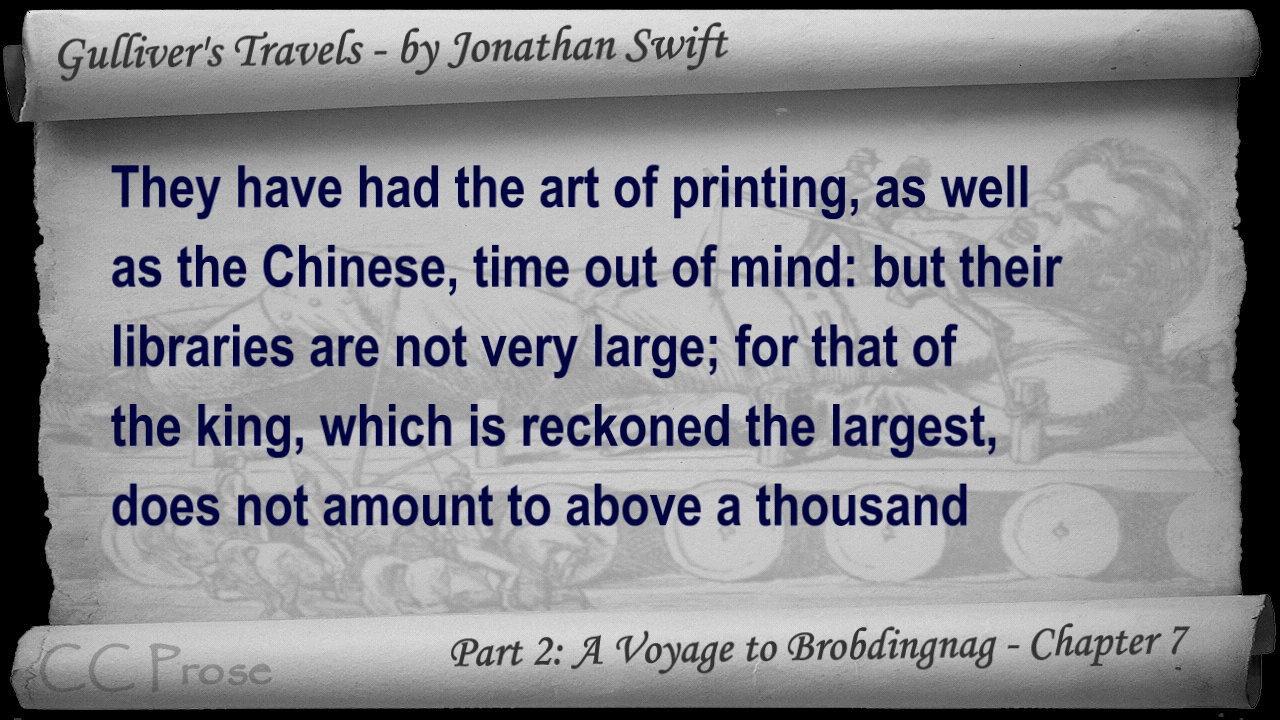 Gulliver's Travels - by Jonathan Swift
They have had the art of printing, as well
as the Chinese, time out of mind: but their
libraries are not very large; for that of
the king, which is reckoned the largest,
does not amount to above a thousand
Part 2: A Voyage to Brobdingnag - Chapter 7
CC Prose